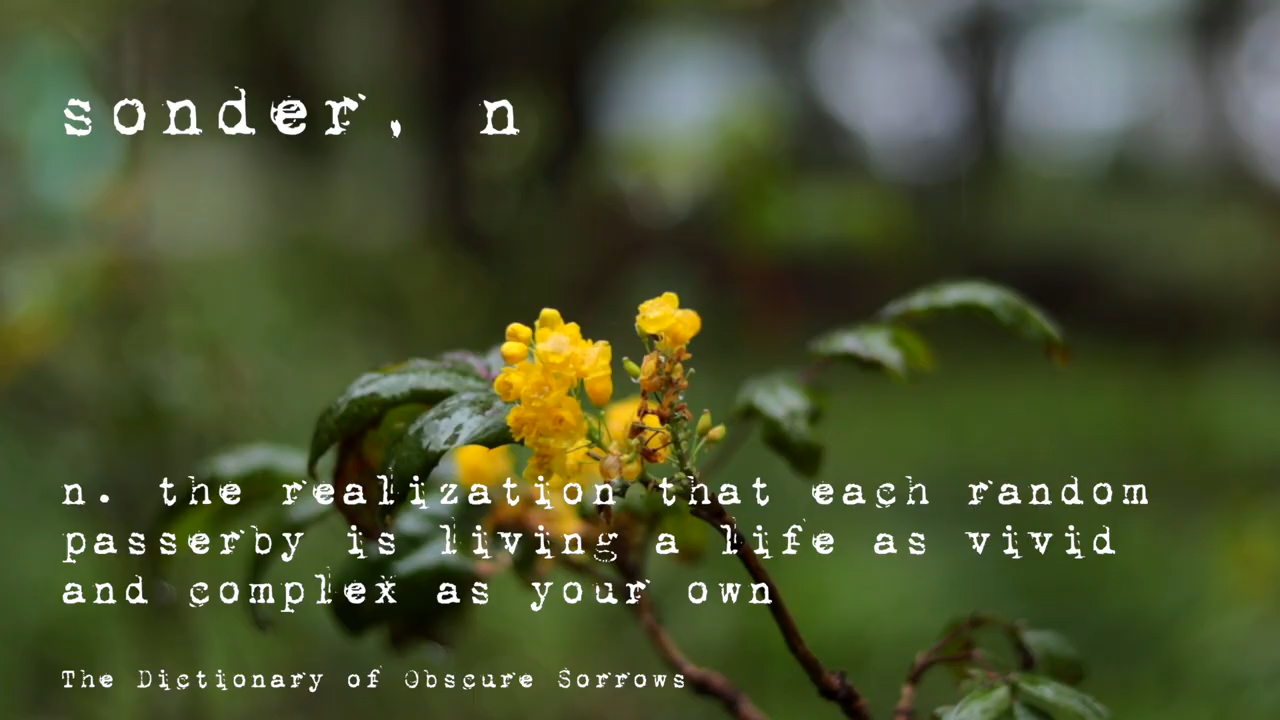 sonder, n
n. the realization that each random
passerby is living a life as vivid
and complex as your own
The Dictionary of Obscure Sorrows